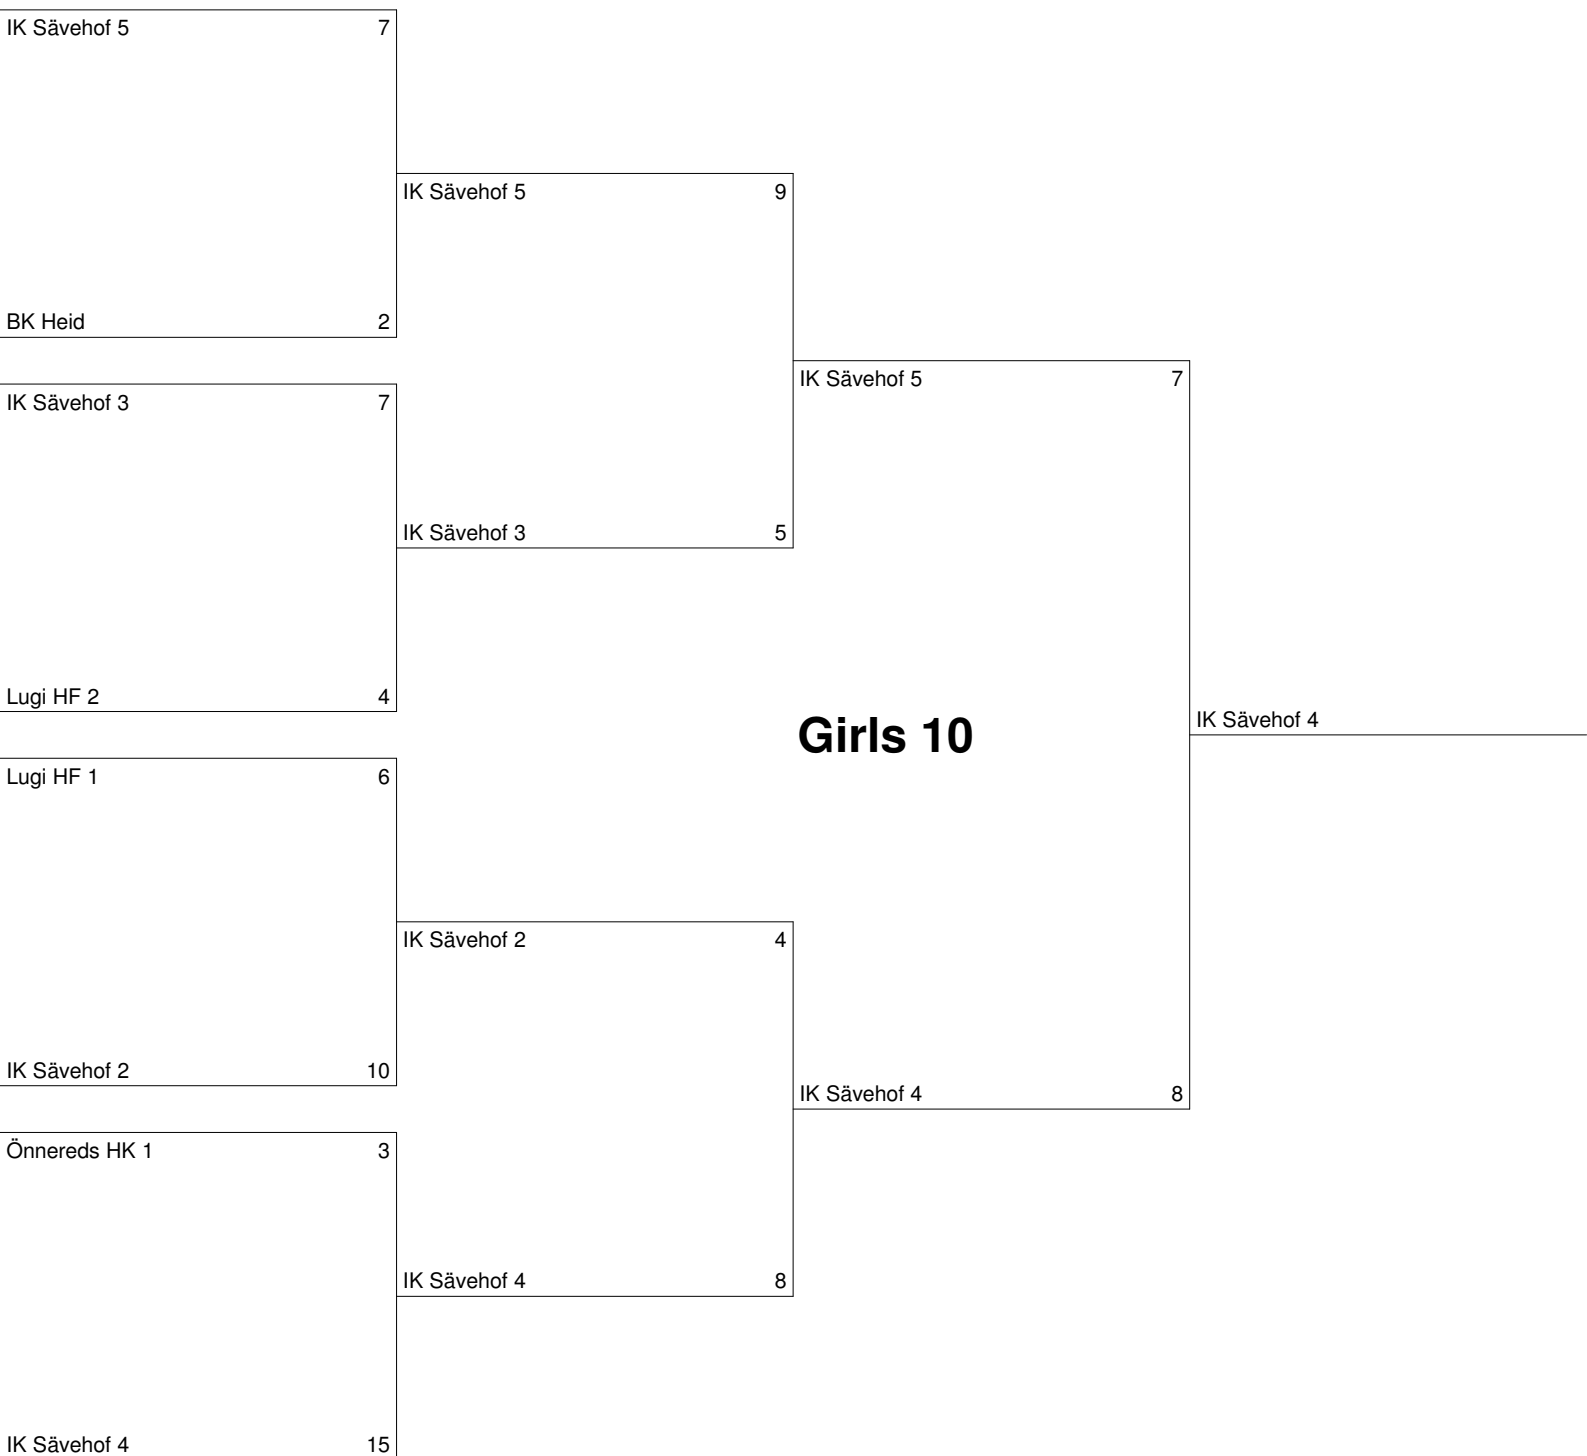 IK Sävehof 5 7
BK Heid 2
IK Sävehof 3 7
Lugi HF 2 4
Lugi HF 1 6
IK Sävehof 2 10
Önnereds HK 1 3
IK Sävehof 4 15
IK Sävehof 5 9
IK Sävehof 3 5
IK Sävehof 2 4
IK Sävehof 4 8
IK Sävehof 5 7
Girls 10
IK Sävehof 4 8
IK Sävehof 4